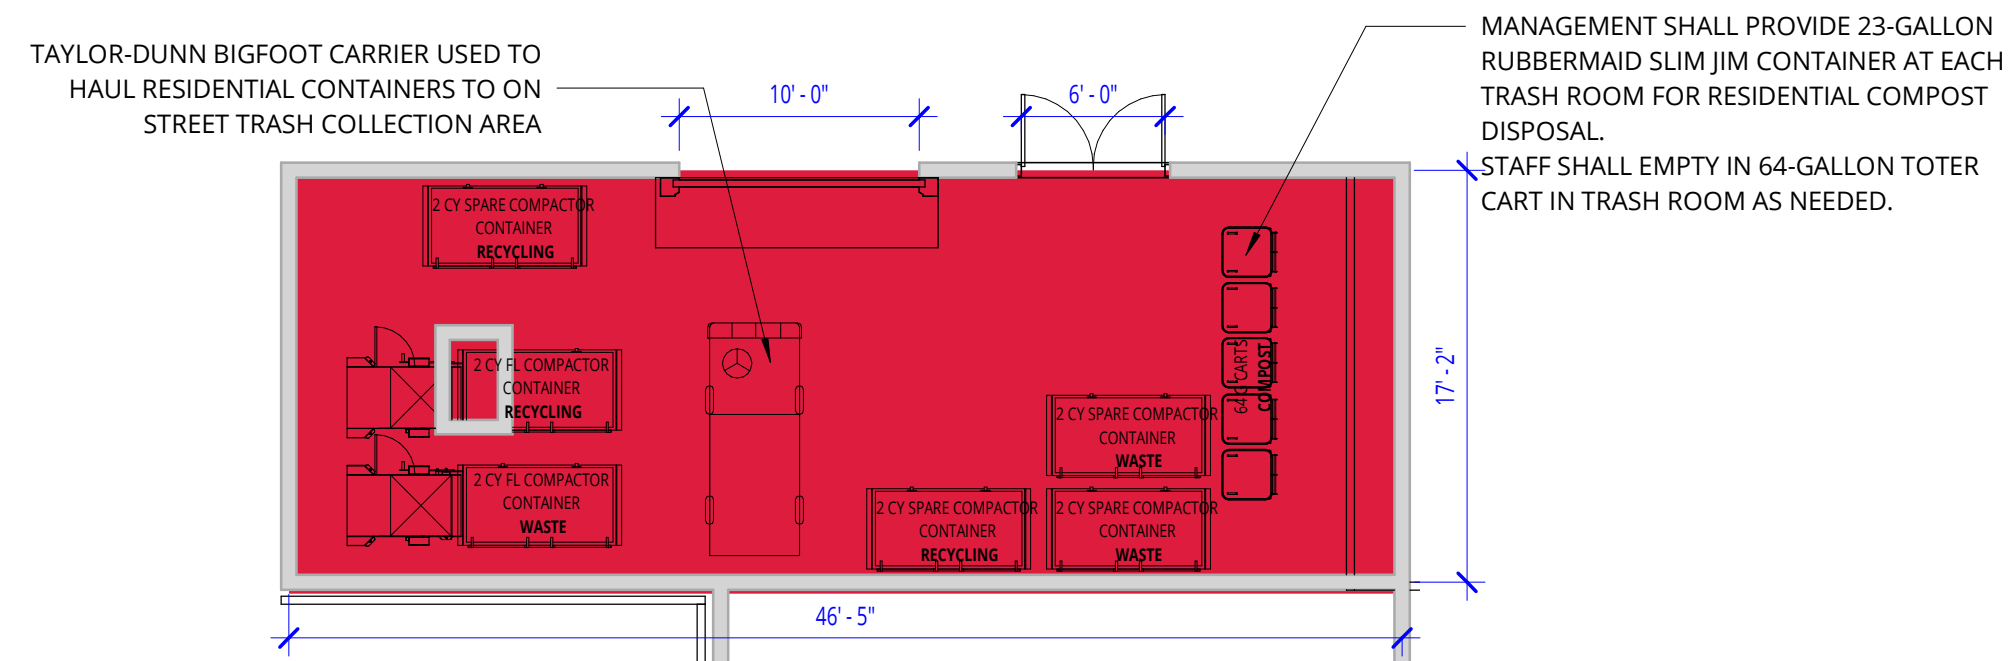 TAYLOR-DUNN BIGFOOT CARRIER USED TO
HAUL RESIDENTIAL CONTAINERS TO ON
STREET TRASH COLLECTION AREA
10' - 0"
6' - 0"
MANAGEMENT SHALL PROVIDE 23-GALLON
RUBBERMAID SLIM JIM CONTAINER AT EACH
TRASH ROOM FOR RESIDENTIAL COMPOST
DISPOSAL.
STAFF SHALL EMPTY IN 64-GALLON TOTER
CART IN TRASH ROOM AS NEEDED.
2 CY SPARE COMPACTOR
CONTAINER
RECYCLING
2 CY FL COMPACTOR
CONTAINER
RECYCLING
2 CY FL COMPACTOR
CONTAINER
WASTE
2 CY SPARE COMPACTOR
CONTAINER
RECYCLING
2 CY SPARE COMPACTOR
CONTAINER
WASTE
2 CY SPARE COMPACTOR
CONTAINER
WASTE
64 G CARTS
COMPOST
17' - 2"
46' - 5"